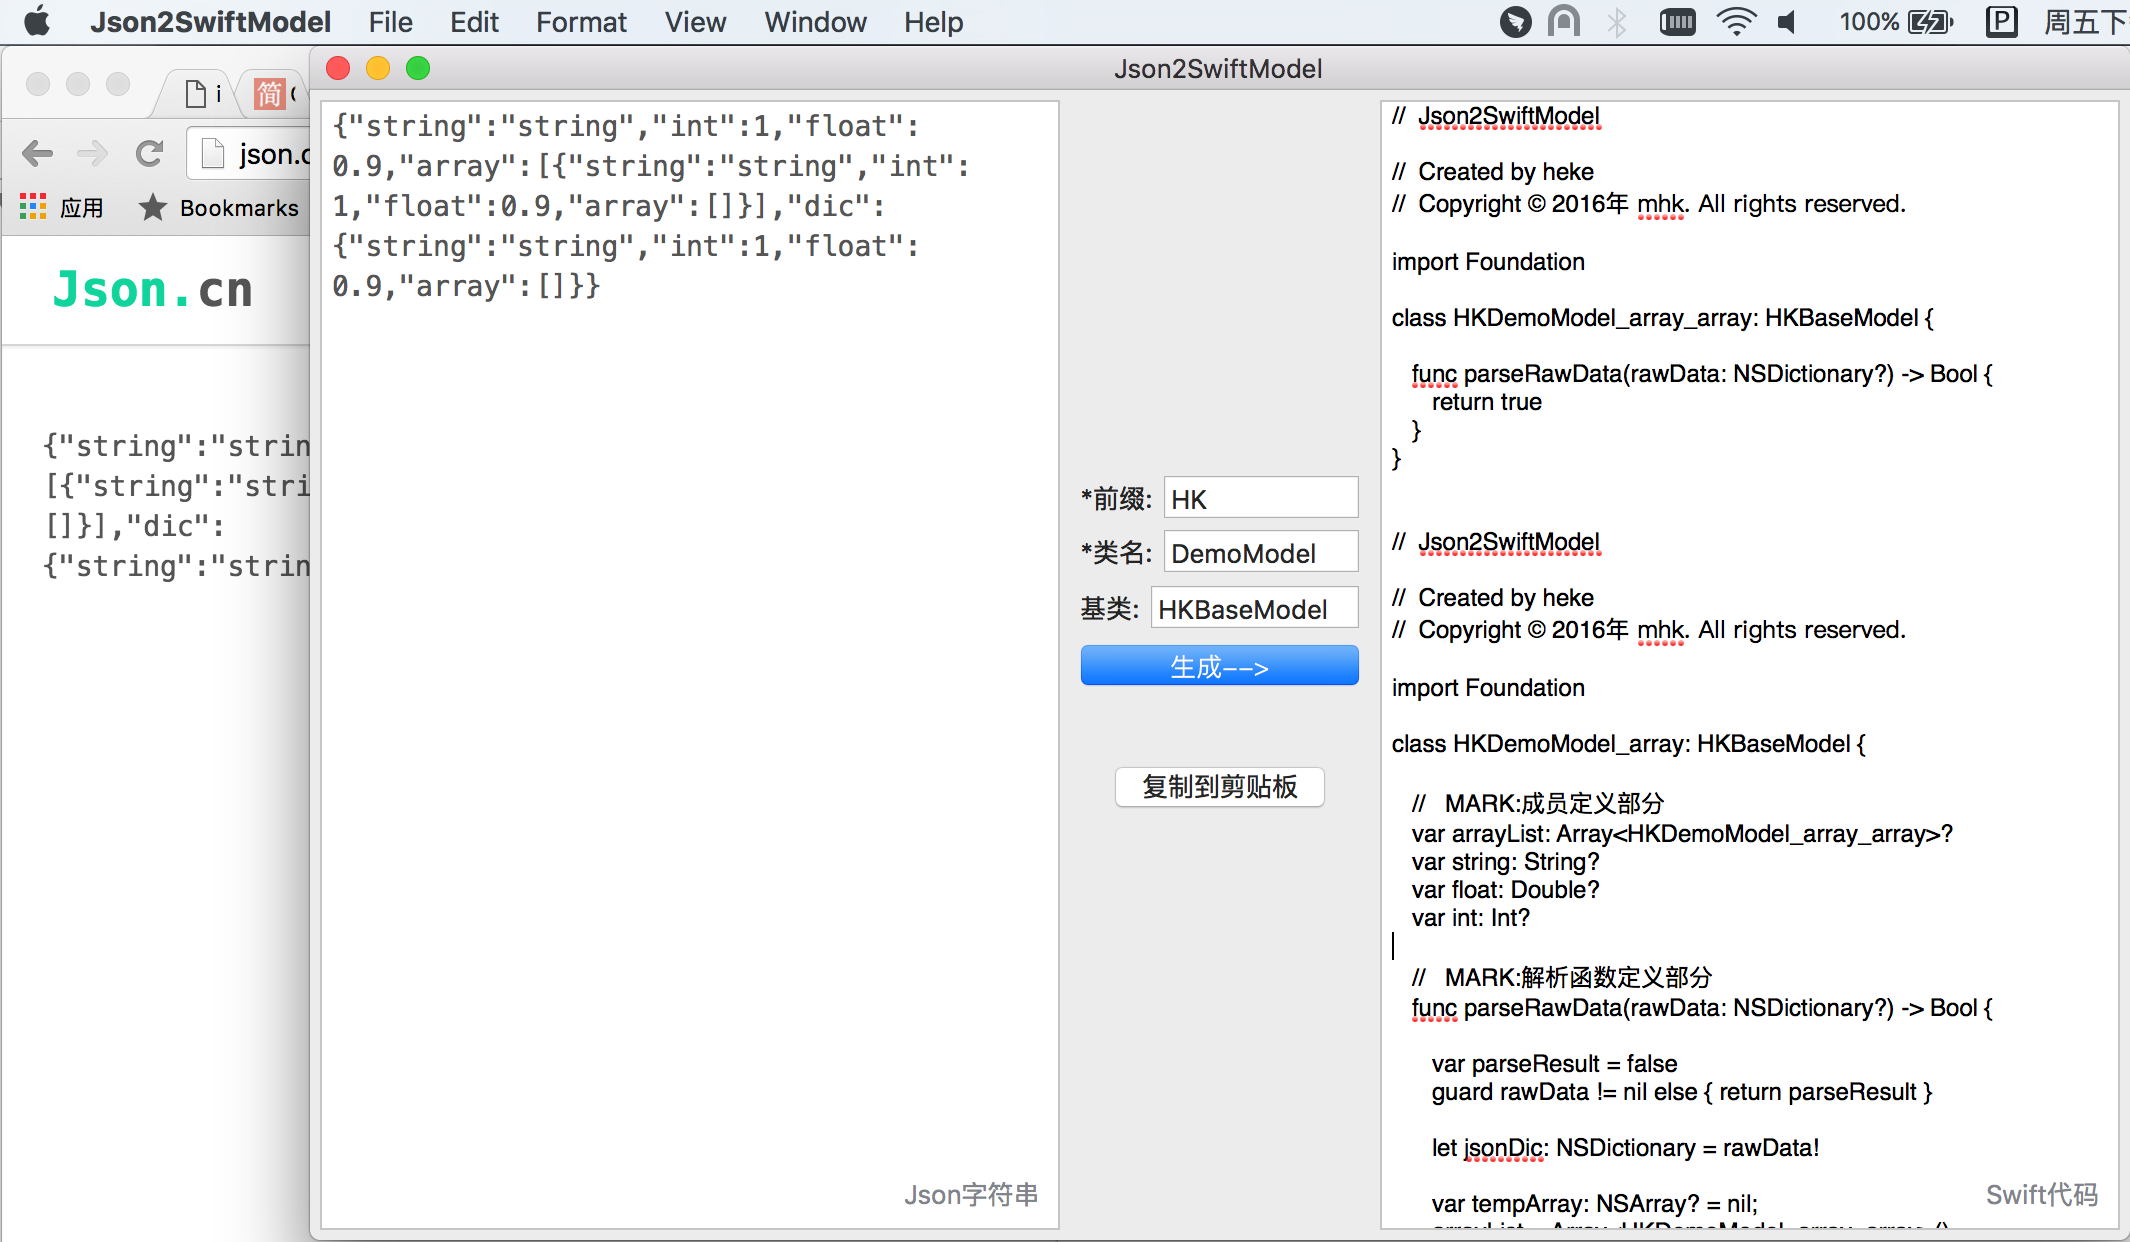 Json2SwiftModel File Edit Format View Window Help 100% P 周五下
i 简
json.c
应用 Bookmarks
Json.cn
{"string":"strin
[{"string":"stri
[]}],"dic":
{"string":"strin
Json2SwiftModel
{"string":"string","int":1,"float":
0.9,"array":[{"string":"string","int":
1,"float":0.9,"array":[]}],"dic":
{"string":"string","int":1,"float":
0.9,"array":[]}}
Json字符串
*前缀: HK
*类名: DemoModel
基类: HKBaseModel
生成-->
复制到剪贴板
// Json2SwiftModel
// Created by heke
// Copyright © 2016年 mhk. All rights reserved.
import Foundation
class HKDemoModel_array_array: HKBaseModel {
func parseRawData(rawData: NSDictionary?) -> Bool {
return true
}
}
// Json2SwiftModel
// Created by heke
// Copyright © 2016年 mhk. All rights reserved.
import Foundation
class HKDemoModel_array: HKBaseModel {
// MARK:成员定义部分
var arrayList: Array<HKDemoModel_array_array>?
var string: String?
var float: Double?
var int: Int?
// MARK:解析函数定义部分
func parseRawData(rawData: NSDictionary?) -> Bool {
var parseResult = false
guard rawData != nil else { return parseResult }
let jsonDic: NSDictionary = rawData!
var tempArray: NSArray? = nil;
Swift代码